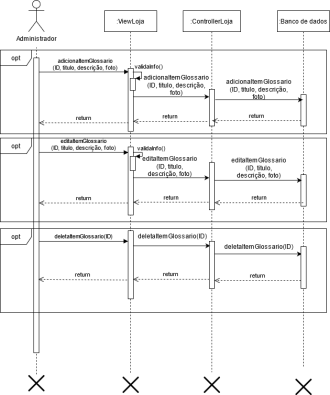 :ViewLoja
:ControllerLoja
:Banco de dados
Administrador
opt
adicionaItemGlossario
(ID, titulo, descrição,
foto)
validaInfo()
adicionaItemGlossario
(ID, titulo, descrição,
foto)
adicionaItemGlossario
(ID, titulo, descrição,
foto)
return
return
return
opt
editaItemGlossario
(ID, titulo, descrição, foto)
validaInfo()
editaItemGlossario
(ID, titulo,
descrição, foto)
editaItemGlossario
(ID, titulo,
descrição, foto)
return
return
return
opt
deletaItemGlossario(ID)
deletaItemGlossario(ID)
deletaItemGlossario(ID)
return
return
return